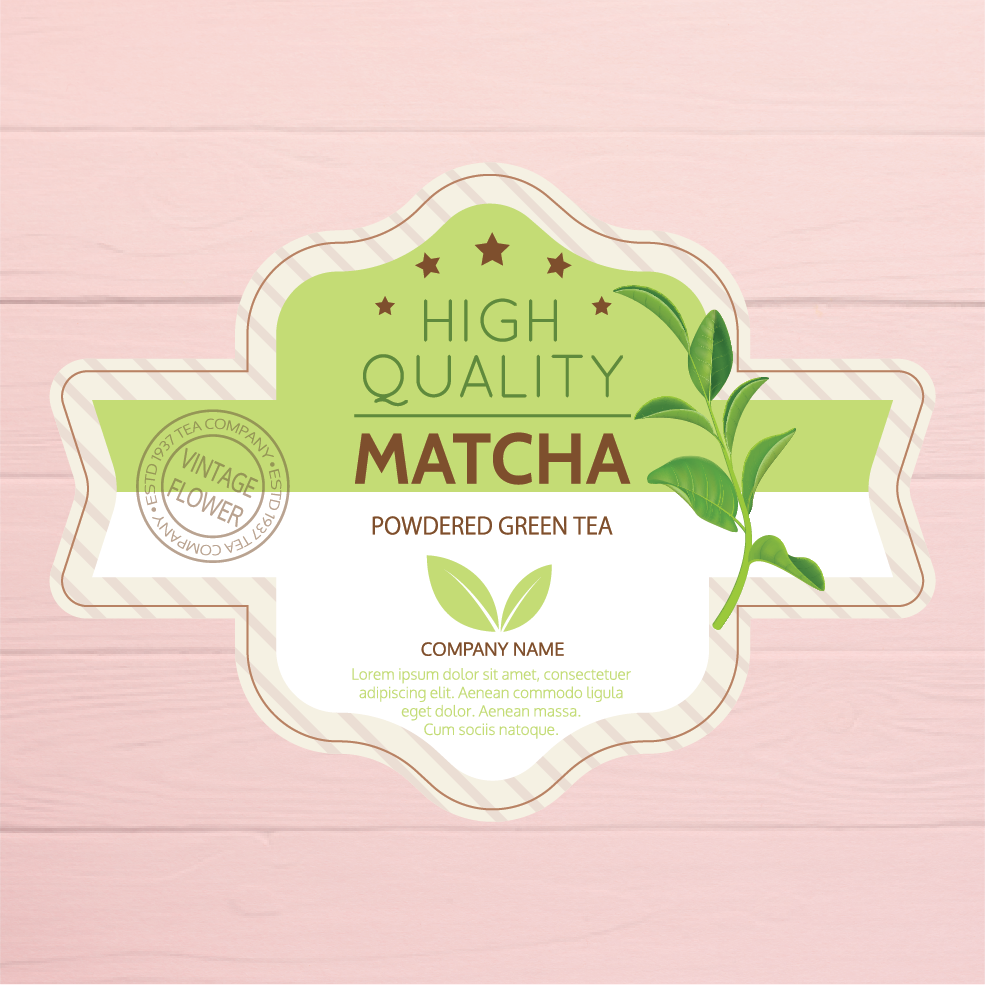 HIGH
QUALITY
MATCHA
POWDERED GREEN TEA
COMPANY NAME
Lorem ipsum dolor sit amet, consectetuer
adipiscing elit. Aenean commodo ligula
eget dolor. Aenean massa.
Cum sociis natoque.
ESTD 1937 TEA COMPANY • ESTD 1937 TEA COMPANY •
VINTAGE
FLOWER